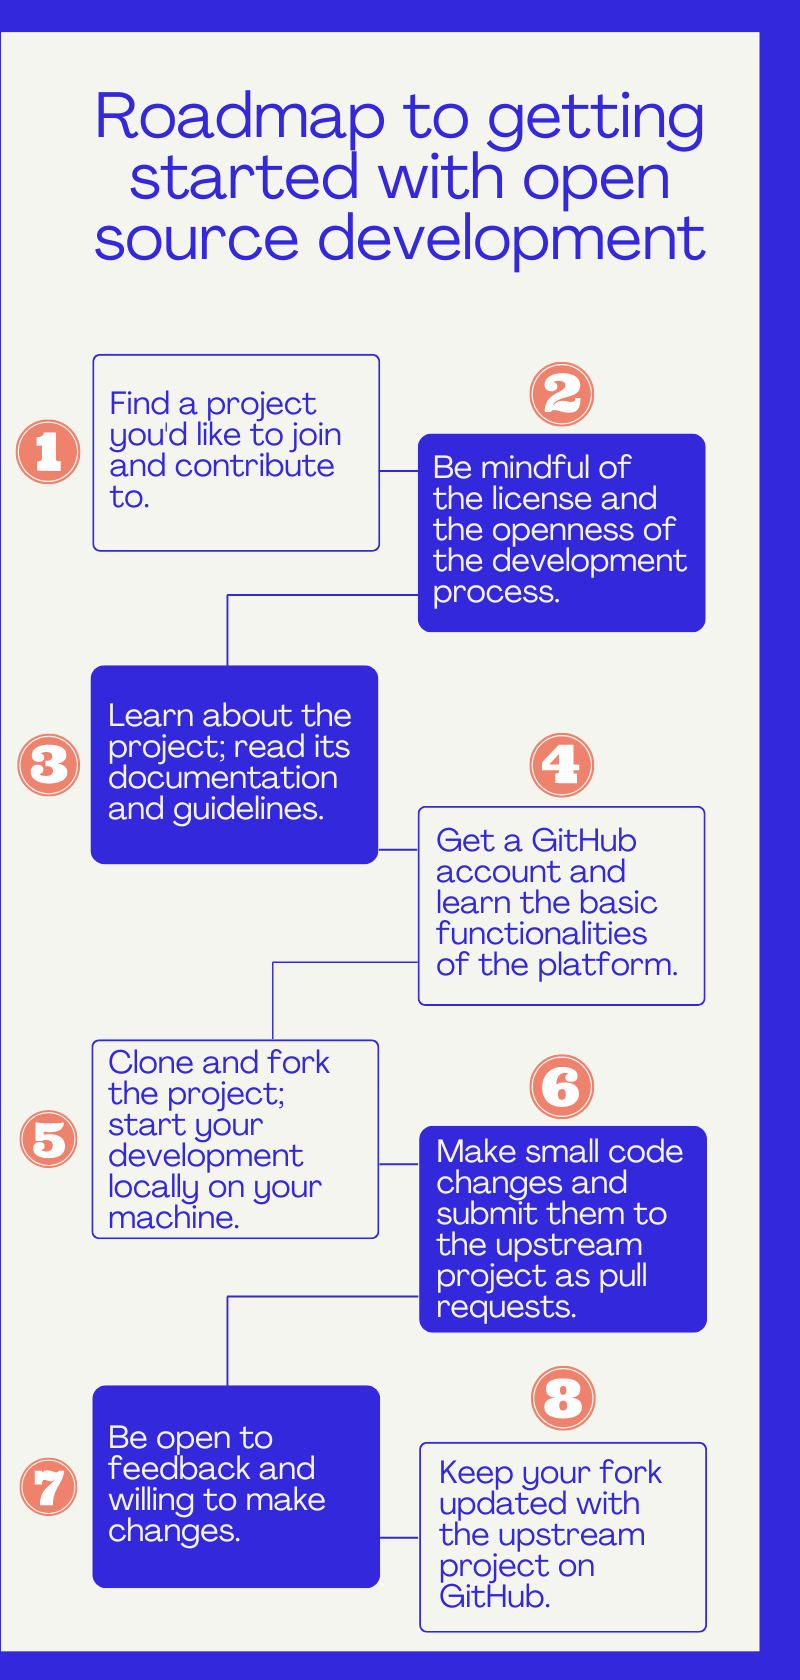 Roadmap to getting
started with open
source development
1
Find a project
you'd like to join
and contribute
to.
2
Be mindful of
the license and
the openness of
the development
process.
3
Learn about the
project; read its
documentation
and guidelines.
4
Get a GitHub
account and
learn the basic
functionalities
of the platform.
5
Clone and fork
the project;
start your
development
locally on your
machine.
6
Make small code
changes and
submit them to
the upstream
project as pull
requests.
7
Be open to
feedback and
willing to make
changes.
8
Keep your fork
updated with
the upstream
project on
GitHub.